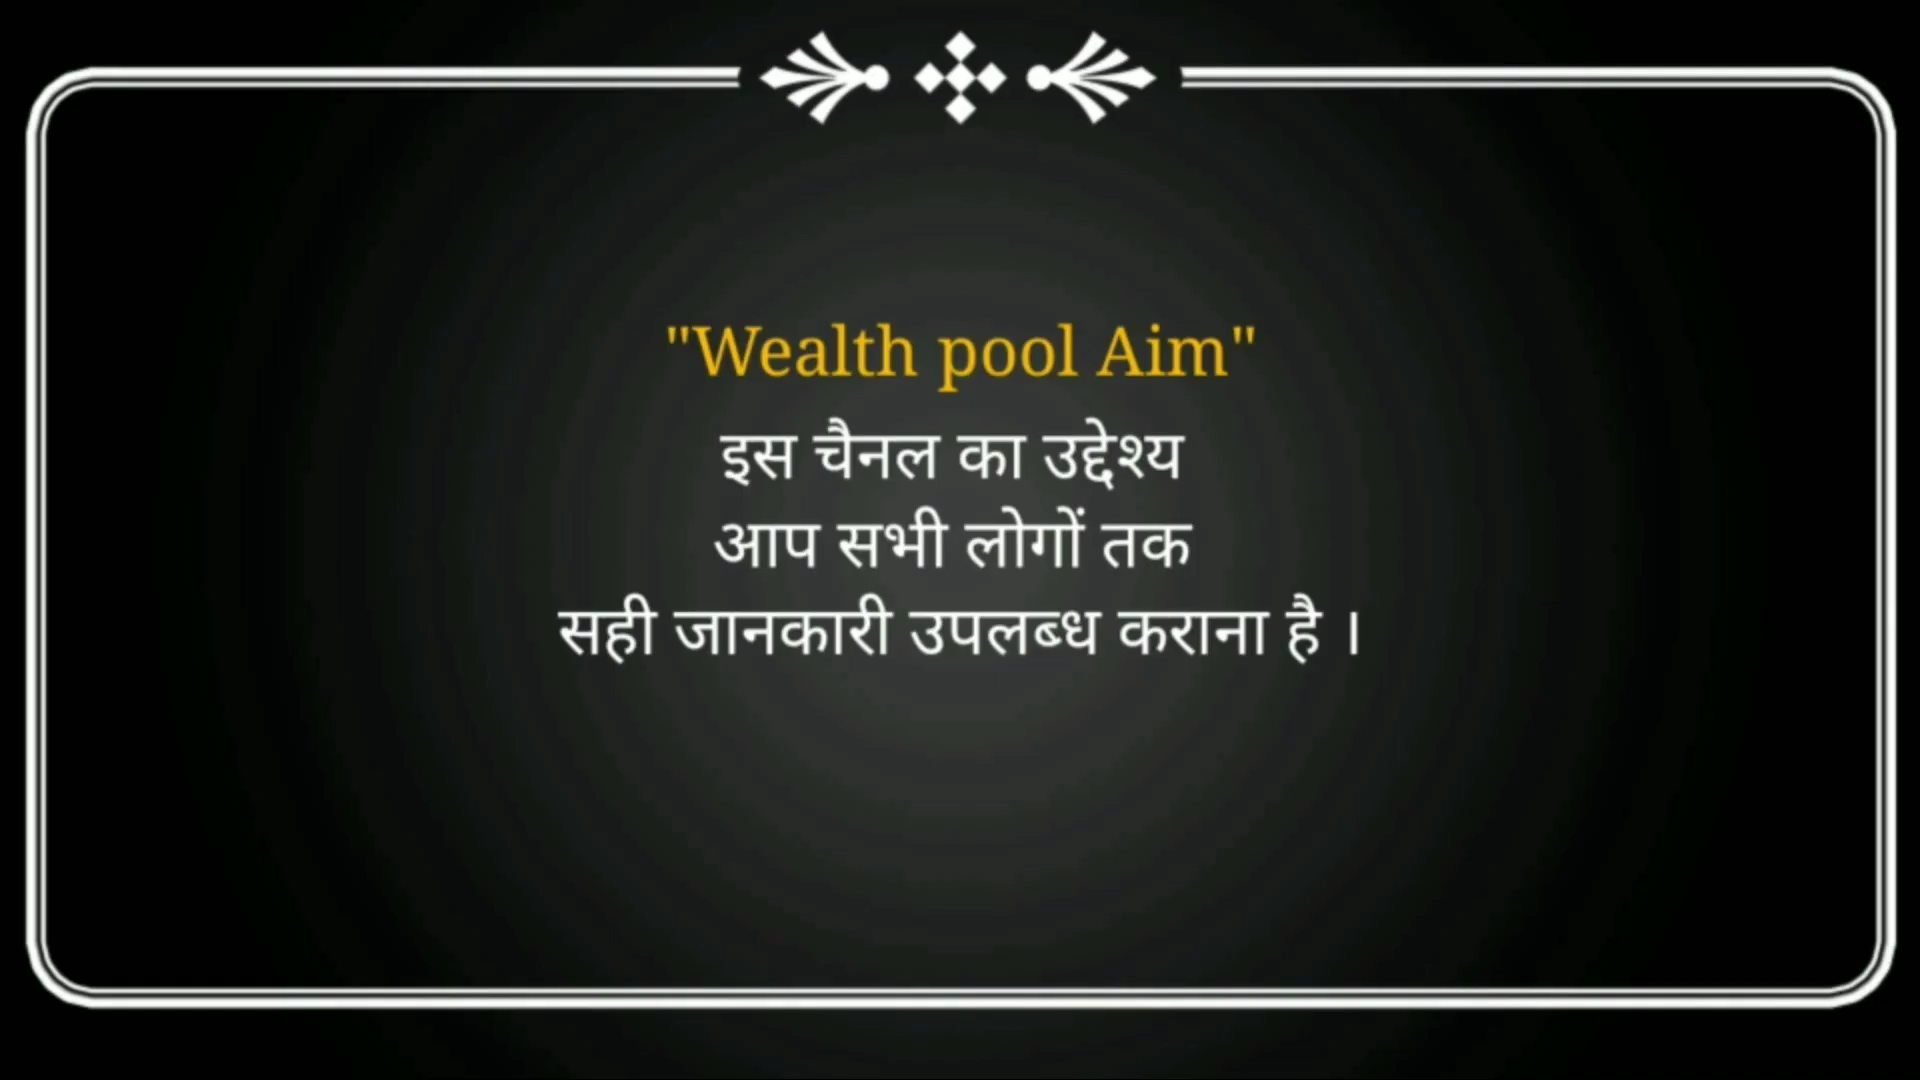 "Wealth pool Aim"
इस चैनल का उद्देश्य
आप सभी लोगों तक
सही जानकारी उपलब्ध कराना है ।